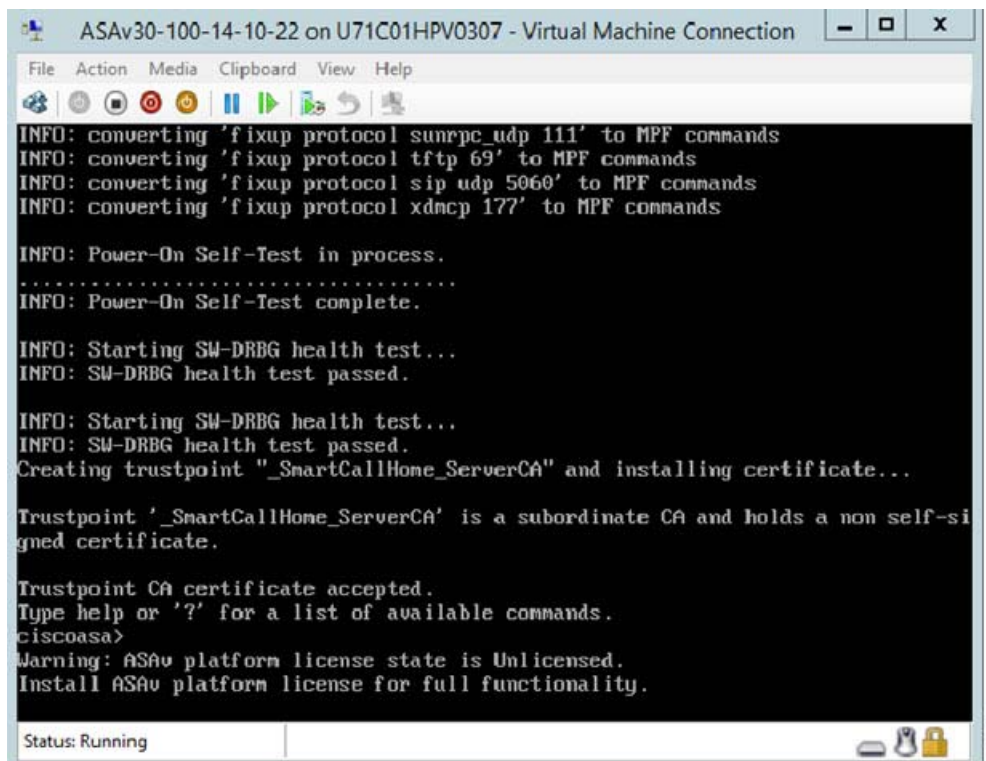 ASAv30-100-14-10-22 on U71C01HPV0307 - Virtual Machine Connection
File Action Media Clipboard View Help
INFO: converting 'fixup protocol sunrpc_udp 111' to MPF commands
INFO: converting 'fixup protocol tftp 69' to MPF commands
INFO: converting 'fixup protocol sip udp 5060' to MPF commands
INFO: converting 'fixup protocol xdmcp 177' to MPF commands
INFO: Power-On Self-Test in process.
.......................................
INFO: Power-On Self-Test complete.
INFO: Starting SW-DRBG health test...
INFO: SW-DRBG health test passed.
INFO: Starting SW-DRBG health test...
INFO: SW-DRBG health test passed.
Creating trustpoint "_SmartCallHome_ServerCA" and installing certificate...
Trustpoint '_SmartCallHome_ServerCA' is a subordinate CA and holds a non self-si
gned certificate.
Trustpoint CA certificate accepted.
Type help or '?' for a list of available commands.
ciscoasa>
Warning: ASAv platform license state is Unlicensed.
Install ASAv platform license for full functionality.
Status: Running